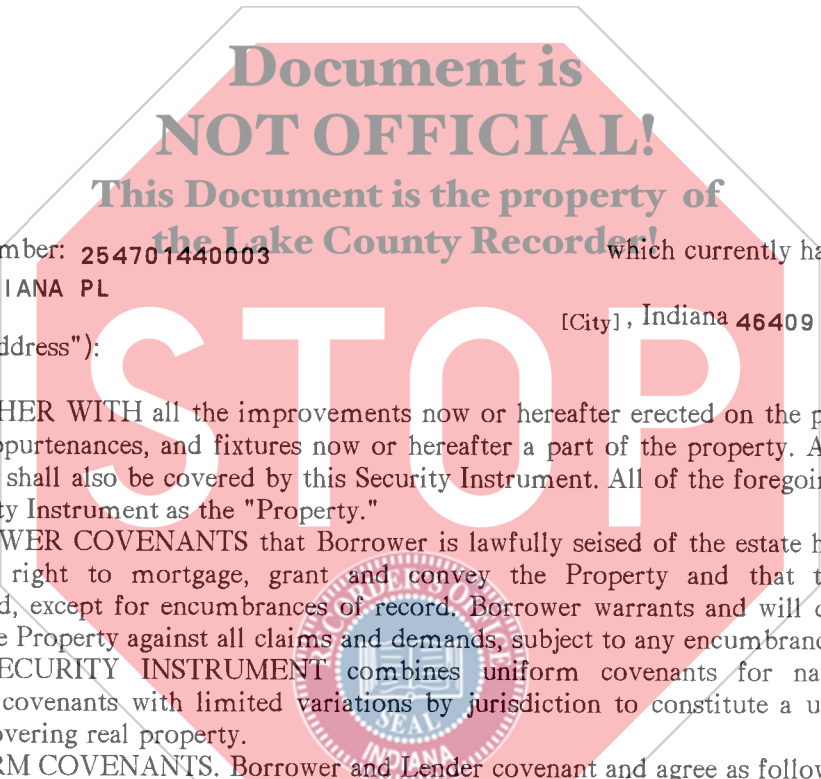 Document is
NOT OFFICIAL!
This Document is the property of
the Lake County Recorder!
mber: 254701440003 which currently ha
IANA PL
[City], Indiana 46409
ddress"):
STOP
HER WITH all the improvements now or hereafter erected on the p
ppurtenances, and fixtures now or hereafter a part of the property. A
shall also be covered by this Security Instrument. All of the foregoin
ty Instrument as the "Property."
WER COVENANTS that Borrower is lawfully seised of the estate h
right to mortgage, grant and convey the Property and that t
d, except for encumbrances of record. Borrower warrants and will d
e Property against all claims and demands, subject to any encumbranc
ECURITY INSTRUMENT combines uniform covenants for na
covenants with limited variations by jurisdiction to constitute a u
overing real property.
RM COVENANTS. Borrower and Lender covenant and agree as follow
RECORDER'S OFFICE
SEAL
INDIANA